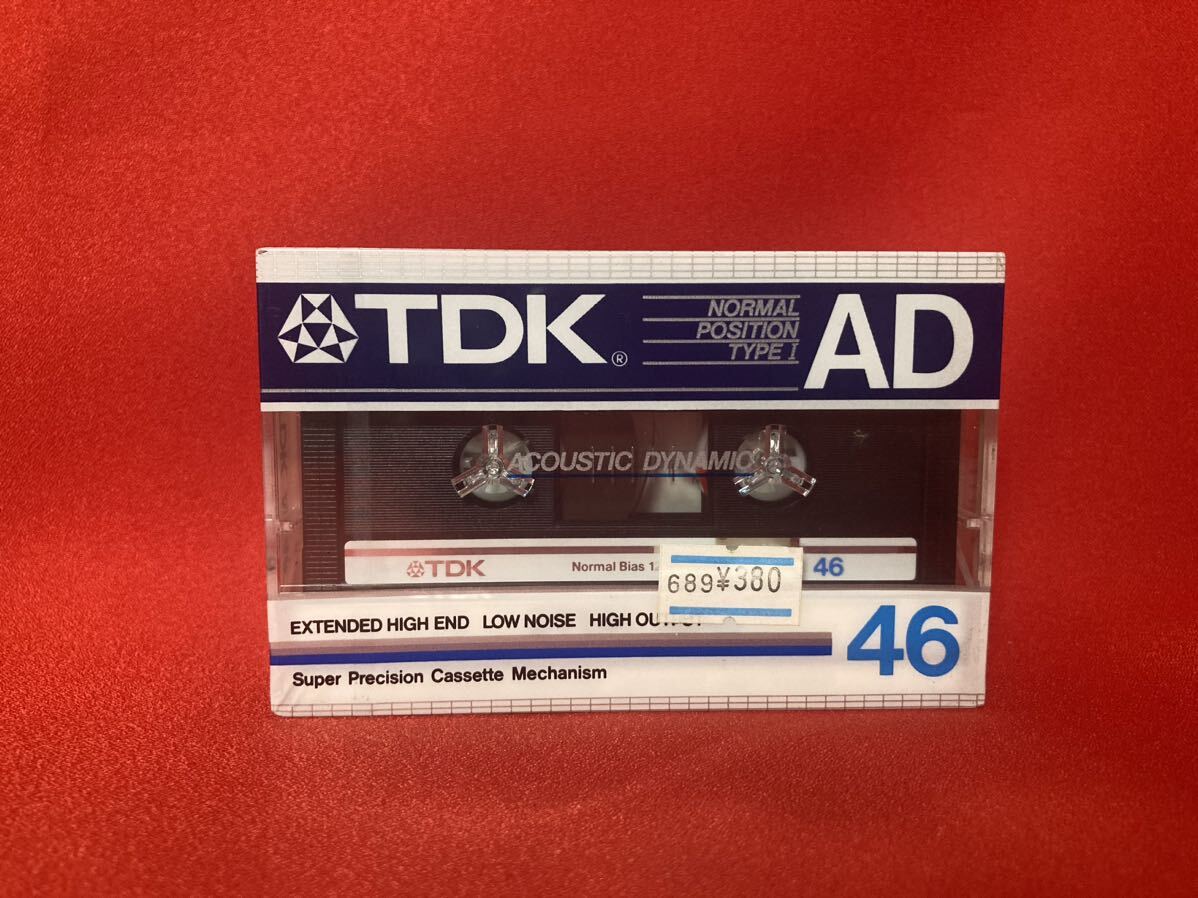 TDK®
NORMAL
POSITION
TYPE I
AD
ACOUSTIC DYNAMIC
TDK
Normal Bias
46
689 ¥380
EXTENDED HIGH END LOW NOISE HIGH
46
Super Precision Cassette Mechanism